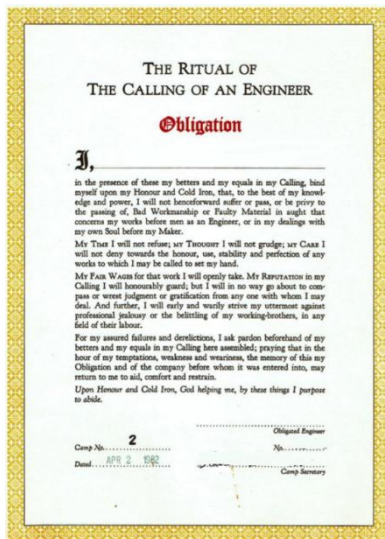 THE RITUAL OF
THE CALLING OF AN ENGINEER
Obligation
I,
in the presence of these my betters and my equals in my Calling, bind
myself upon my Honour and Cold Iron, that, to the best of my knowl-
edge and power, I will not henceforward suffer or pass, or be privy to
the passing of, Bad Workmanship or Faulty Material in aught that
concerns my works before men as an Engineer, or in my dealings with
my own Soul before my Maker.
MY TIME I will not refuse; MY THOUGHT I will not grudge; MY CARE I
will not deny towards the honour, use, stability and perfection of any
works to which I may be called to set my hand.
MY FAIR WAGES for that work I will openly take. MY REPUTATION in my
Calling I will honourably guard; but I will in no way go about to com-
pass or wrest judgment or gratification from any one with whom I may
deal. And further, I will early and warily strive my uttermost against
professional jealousy or the belittling of my working-brothers, in any
field of their labour.
For my assured failures and derelictions, I ask pardon beforehand of my
betters and my equals in my Calling here assembled; praying that in the
hour of my temptations, weakness and weariness, the memory of this my
Obligation and of the company before whom it was entered into, may
return to me to aid, comfort and restrain.
Upon Honour and Cold Iron, God helping me, by these things I purpose
to abide.
Obligated Engineer
Camp No. 2 No.
Dated APR 2 1982
Camp Secretary